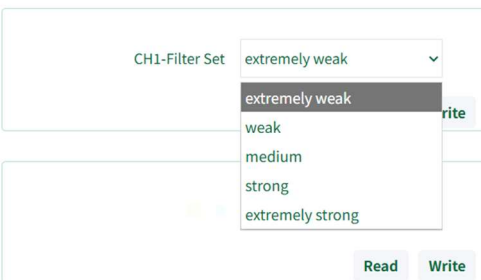 CH1-Filter Set extremely weak
extremely weak
rite
weak
medium
strong
extremely strong
Read Write